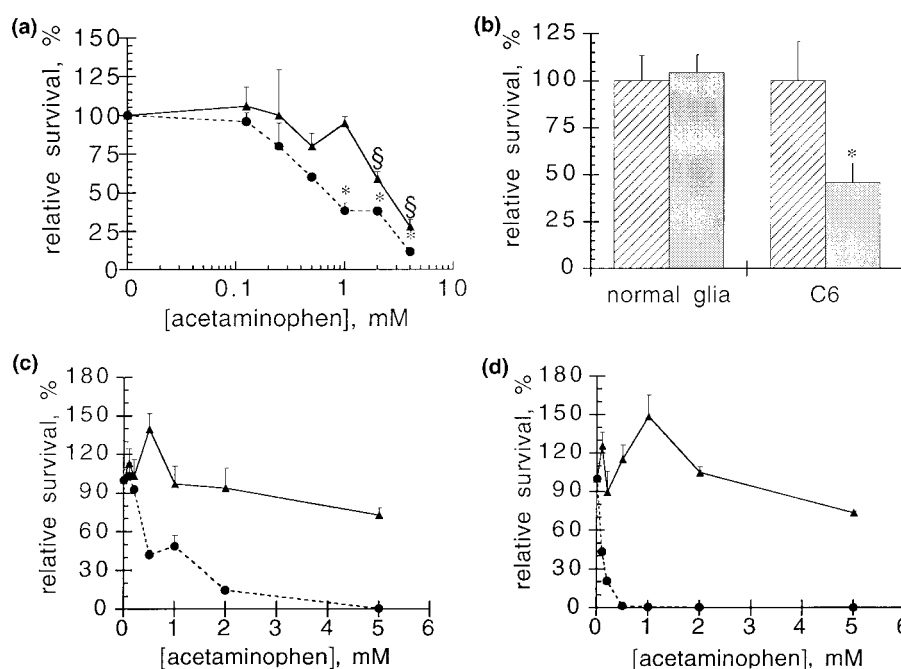 (a)
relative survival, %
150
125
100
75
50
25
0
§
§
*
*
*
0
0.1
1
10
[acetaminophen], mM
(b)
relative survival, %
125
100
75
50
25
0
*
normal glia
C6
(c)
relative survival, %
180
150
120
90
60
30
0
0 1 2 3 4 5 6
[acetaminophen], mM
(d)
relative survival, %
180
150
120
90
60
30
0
0 1 2 3 4 5 6
[acetaminophen], mM